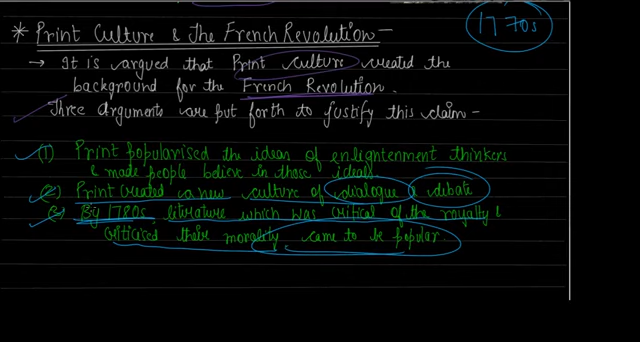 1770s
* Print Culture & The French Revolution -
→ It is argued that Print culture created the
background for the French Revolution.
Three arguments are put forth to justify this claim -
(1) Print popularised the ideas of enlightenment thinkers
& made people believe in those ideals
(2) Print created a new culture of dialogue & debate
(3) By 1780s, literature which was critical of the royalty &
criticised their morality came to be popular.